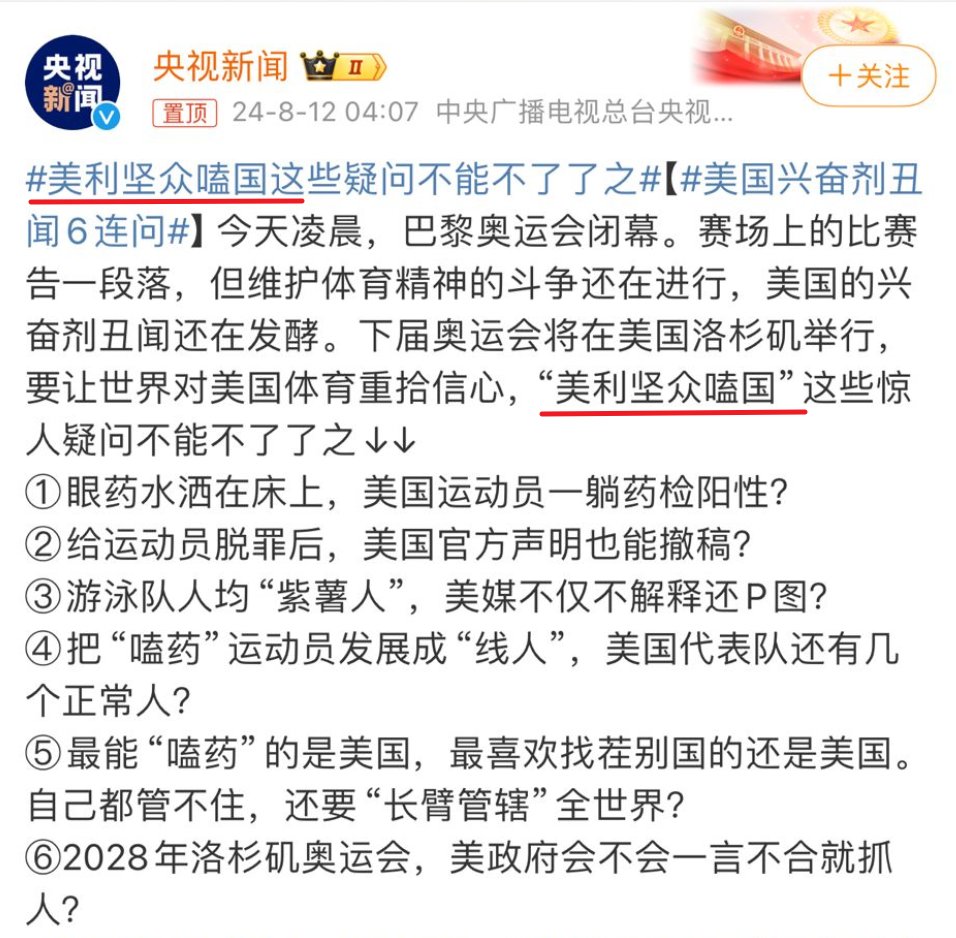 央视新闻
Ⅱ
央视
@
新闻
+关注
置顶 24-8-12 04:07 中央广播电视总台央视...
#美利坚众嗑国这些疑问不能不了了之#【#美国兴奋剂丑
闻6连问#】今天凌晨，巴黎奥运会闭幕。赛场上的比赛
告一段落，但维护体育精神的斗争还在进行，美国的兴
奋剂丑闻还在发酵。下届奥运会将在美国洛杉矶举行，
要让世界对美国体育重拾信心，“美利坚众嗑国”这些惊
人疑问不能不了了之↓↓
①眼药水洒在床上，美国运动员一躺药检阳性？
②给运动员脱罪后，美国官方声明也能撤稿？
③游泳队人均“紫薯人”，美媒不仅不解释还P图？
④把“嗑药”运动员发展成“线人”，美国代表队还有几
个正常人？
⑤最能“嗑药”的是美国，最喜欢找茬别国的还是美国。
自己都管不住，还要“长臂管辖”全世界？
⑥2028年洛杉矶奥运会，美政府会不会一言不合就抓
人？